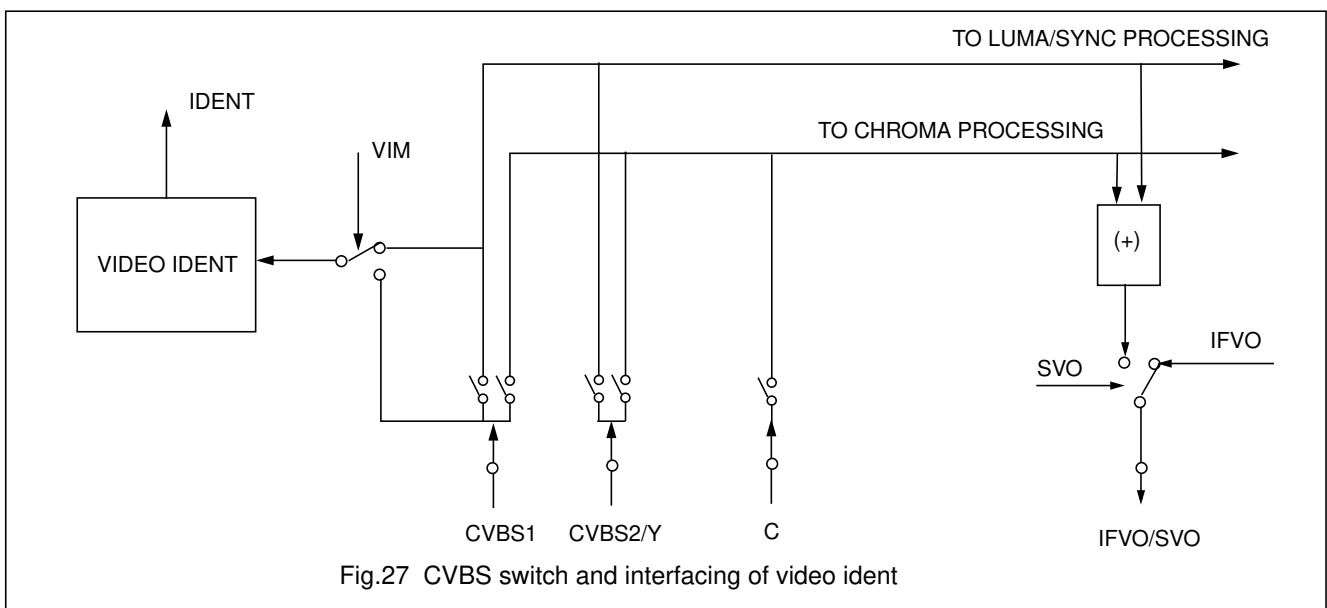 TO LUMA/SYNC PROCESSING
IDENT
TO CHROMA PROCESSING
VIM
VIDEO IDENT
(+)
IFVO
SVO
CVBS1
CVBS2/Y
C
IFVO/SVO
Fig.27 CVBS switch and interfacing of video ident